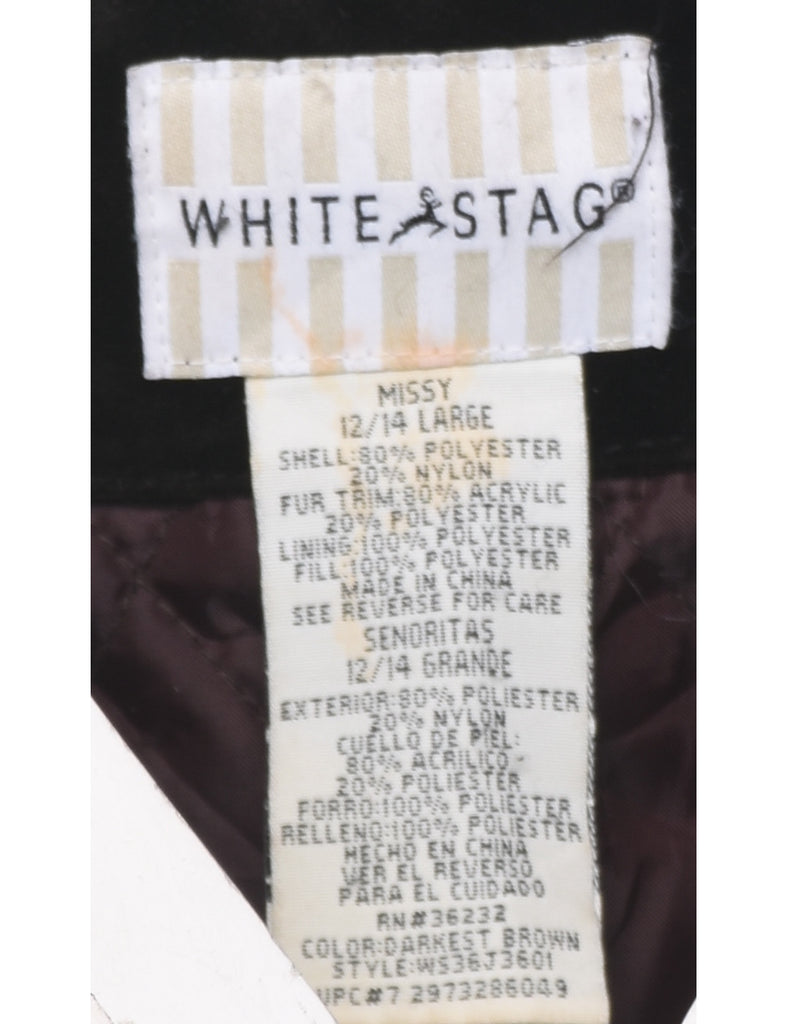 WHITE STAG®
MISSY
12/14 LARGE
SHELL:80% POLYESTER
20% NYLON
FUR TRIM:80% ACRYLIC
20% POLYESTER
LINING:100% POLYESTER
FILL:100% POLYESTER
MADE IN CHINA
SEE REVERSE FOR CARE
SENORITAS
12/14 GRANDE
EXTERIOR:80% POLIESTER
20% NYLON
CUELLO DE PIEL:
80% ACRILICO
20% POLIESTER
FORRO:100% POLIESTER
RELLENO:100% POLIESTER
HECHO EN CHINA
VER EL REVERSO
PARA EL CUIDADO
RN#36232
COLOR:DARKEST BROWN
STYLE:WS36J3601
UPC#7 2973286049